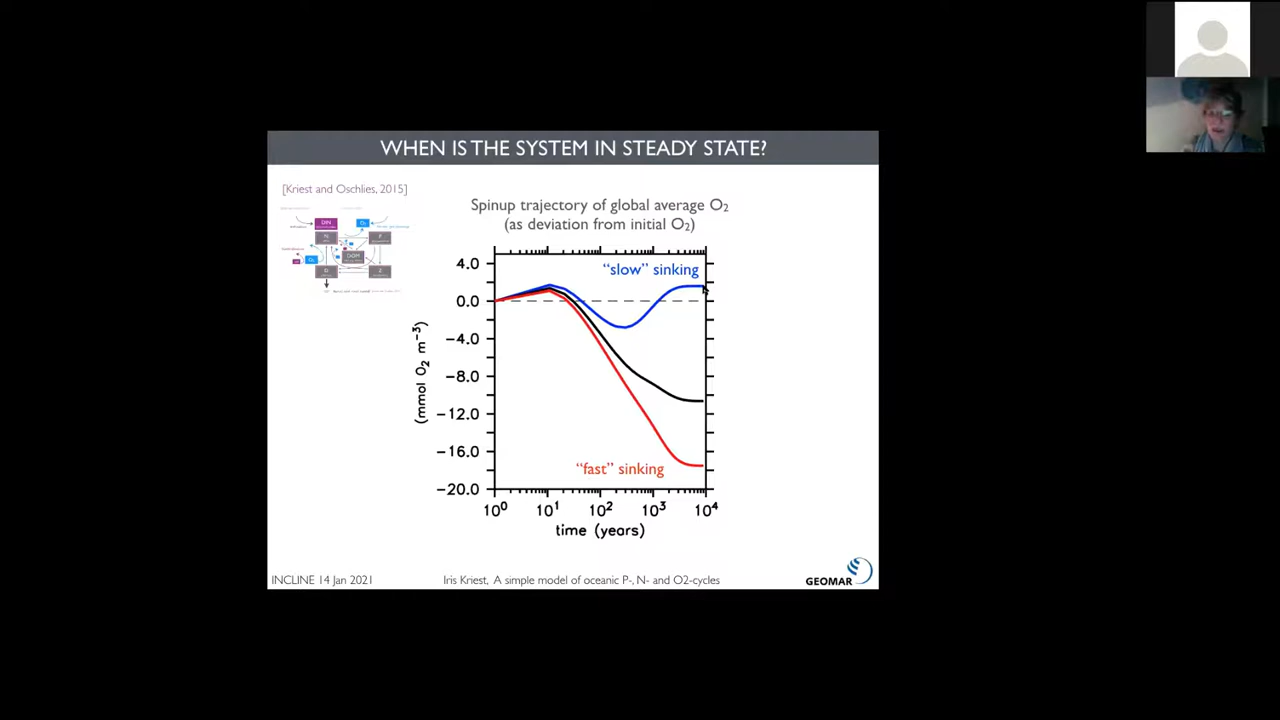 WHEN IS THE SYSTEM IN STEADY STATE?
[Kriest and Oschlies, 2015]
DIN
O₂
DOM
Spinup trajectory of global average O₂
(as deviation from initial O₂)
"slow" sinking
4.0
0.0
−4.0
−8.0
−12.0
−16.0
−20.0
(mmol O₂ m⁻³)
"fast" sinking
10⁰ 10¹ 10² 10³ 10⁴
time (years)
INCLINE 14 Jan 2021
Iris Kriest, A simple model of oceanic P-, N- and O2-cycles
GEOMAR